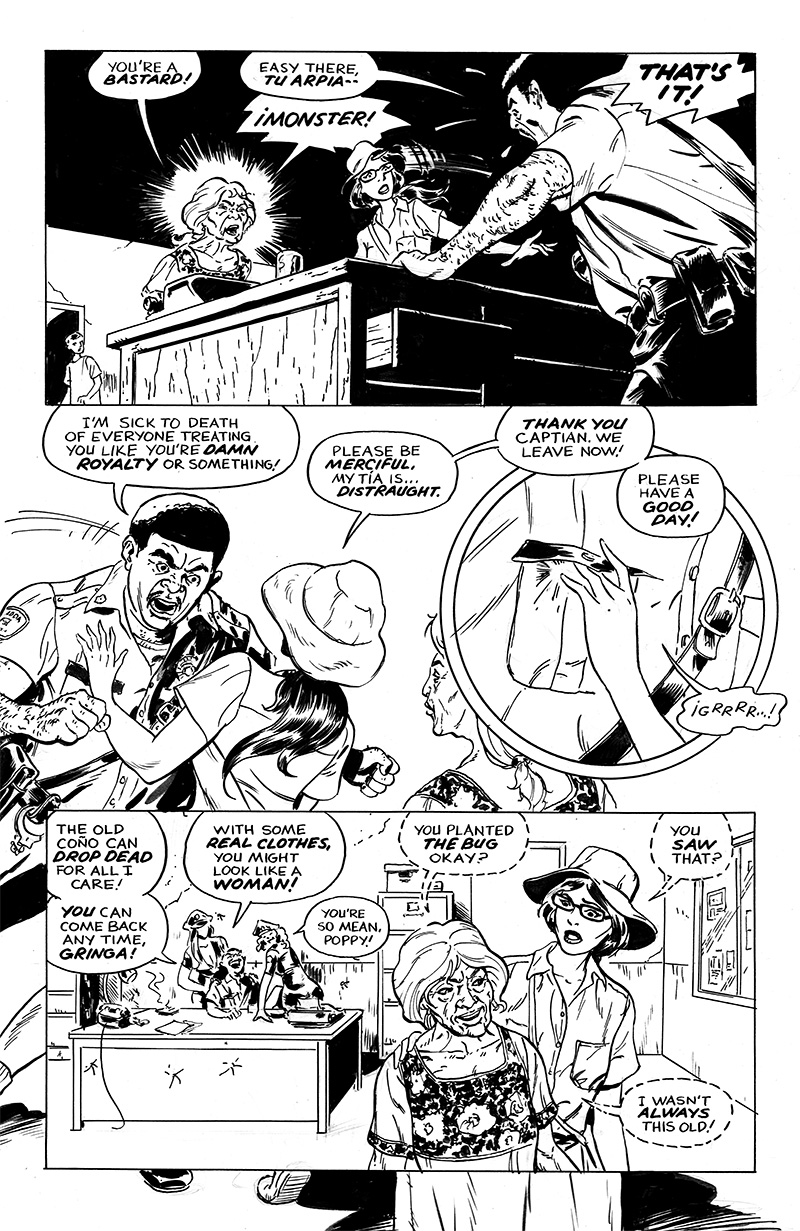 YOU'RE A
BASTARD!
EASY THERE,
TU ARPIA--
¡MONSTER!
THAT'S
IT!
I'M SICK TO DEATH
OF EVERYONE TREATING
YOU LIKE YOU'RE DAMN
ROYALTY OR SOMETHING!
PLEASE BE
MERCIFUL,
MY TÍA IS...
DISTRAUGHT.
THANK YOU
CAPTIAN. WE
LEAVE NOW!
PLEASE
HAVE A
GOOD
DAY!
¡GRRRR...!
THE OLD
COÑO CAN
DROP DEAD
FOR ALL I
CARE!
YOU CAN
COME BACK
ANY TIME,
GRINGA!
WITH SOME
REAL CLOTHES,
YOU MIGHT
LOOK LIKE A
WOMAN!
YOU'RE
SO MEAN,
POPPY!
YOU PLANTED
THE BUG
OKAY?
YOU
SAW
THAT?
I WASN'T
ALWAYS
THIS OLD!